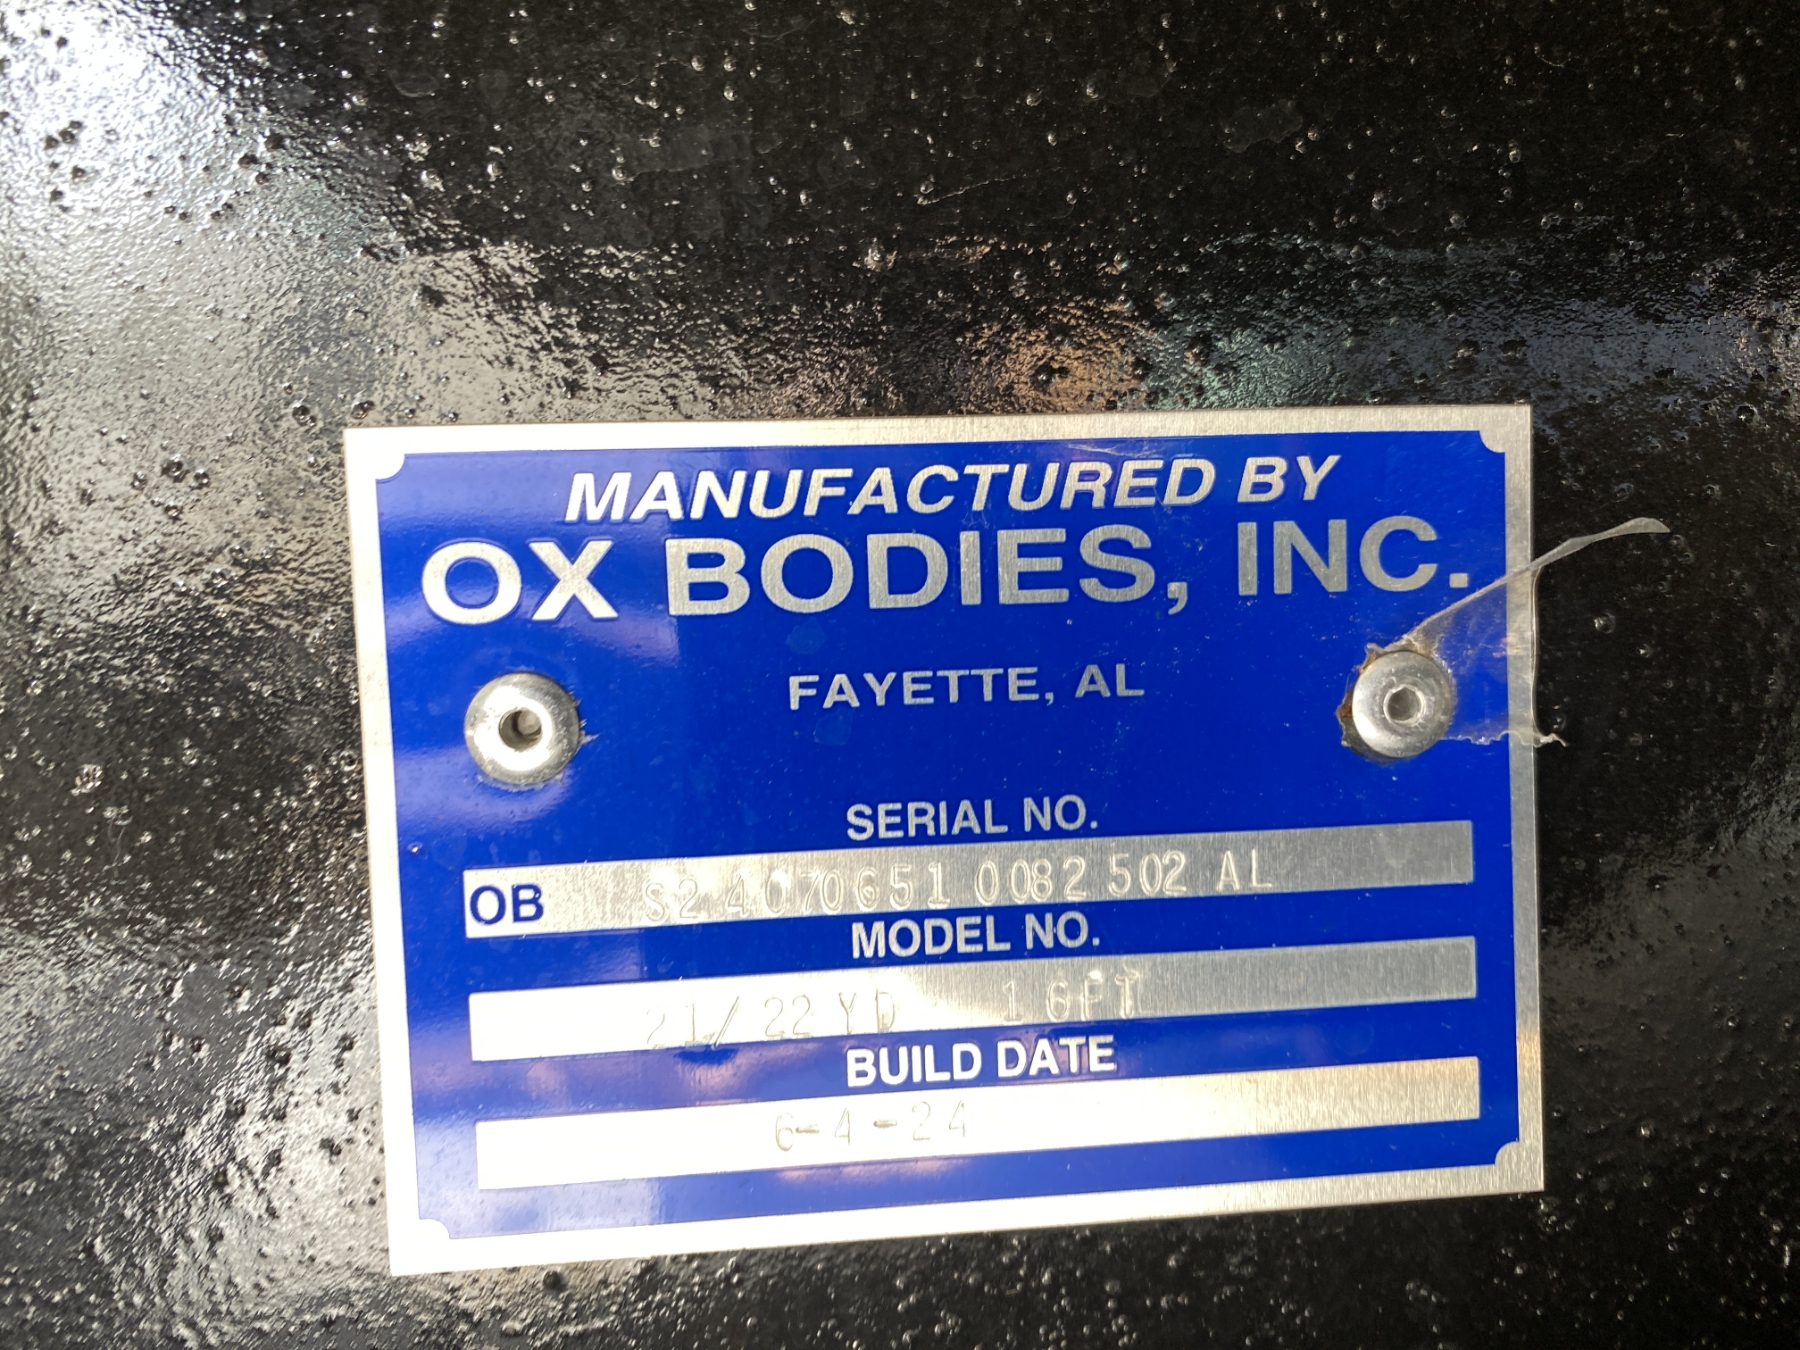 MANUFACTURED BY
OX BODIES, INC.
FAYETTE, AL
SERIAL NO.
OB S2 4070651 0082 502 AL
MODEL NO.
21/22 YD 16FT
BUILD DATE
6-4-24